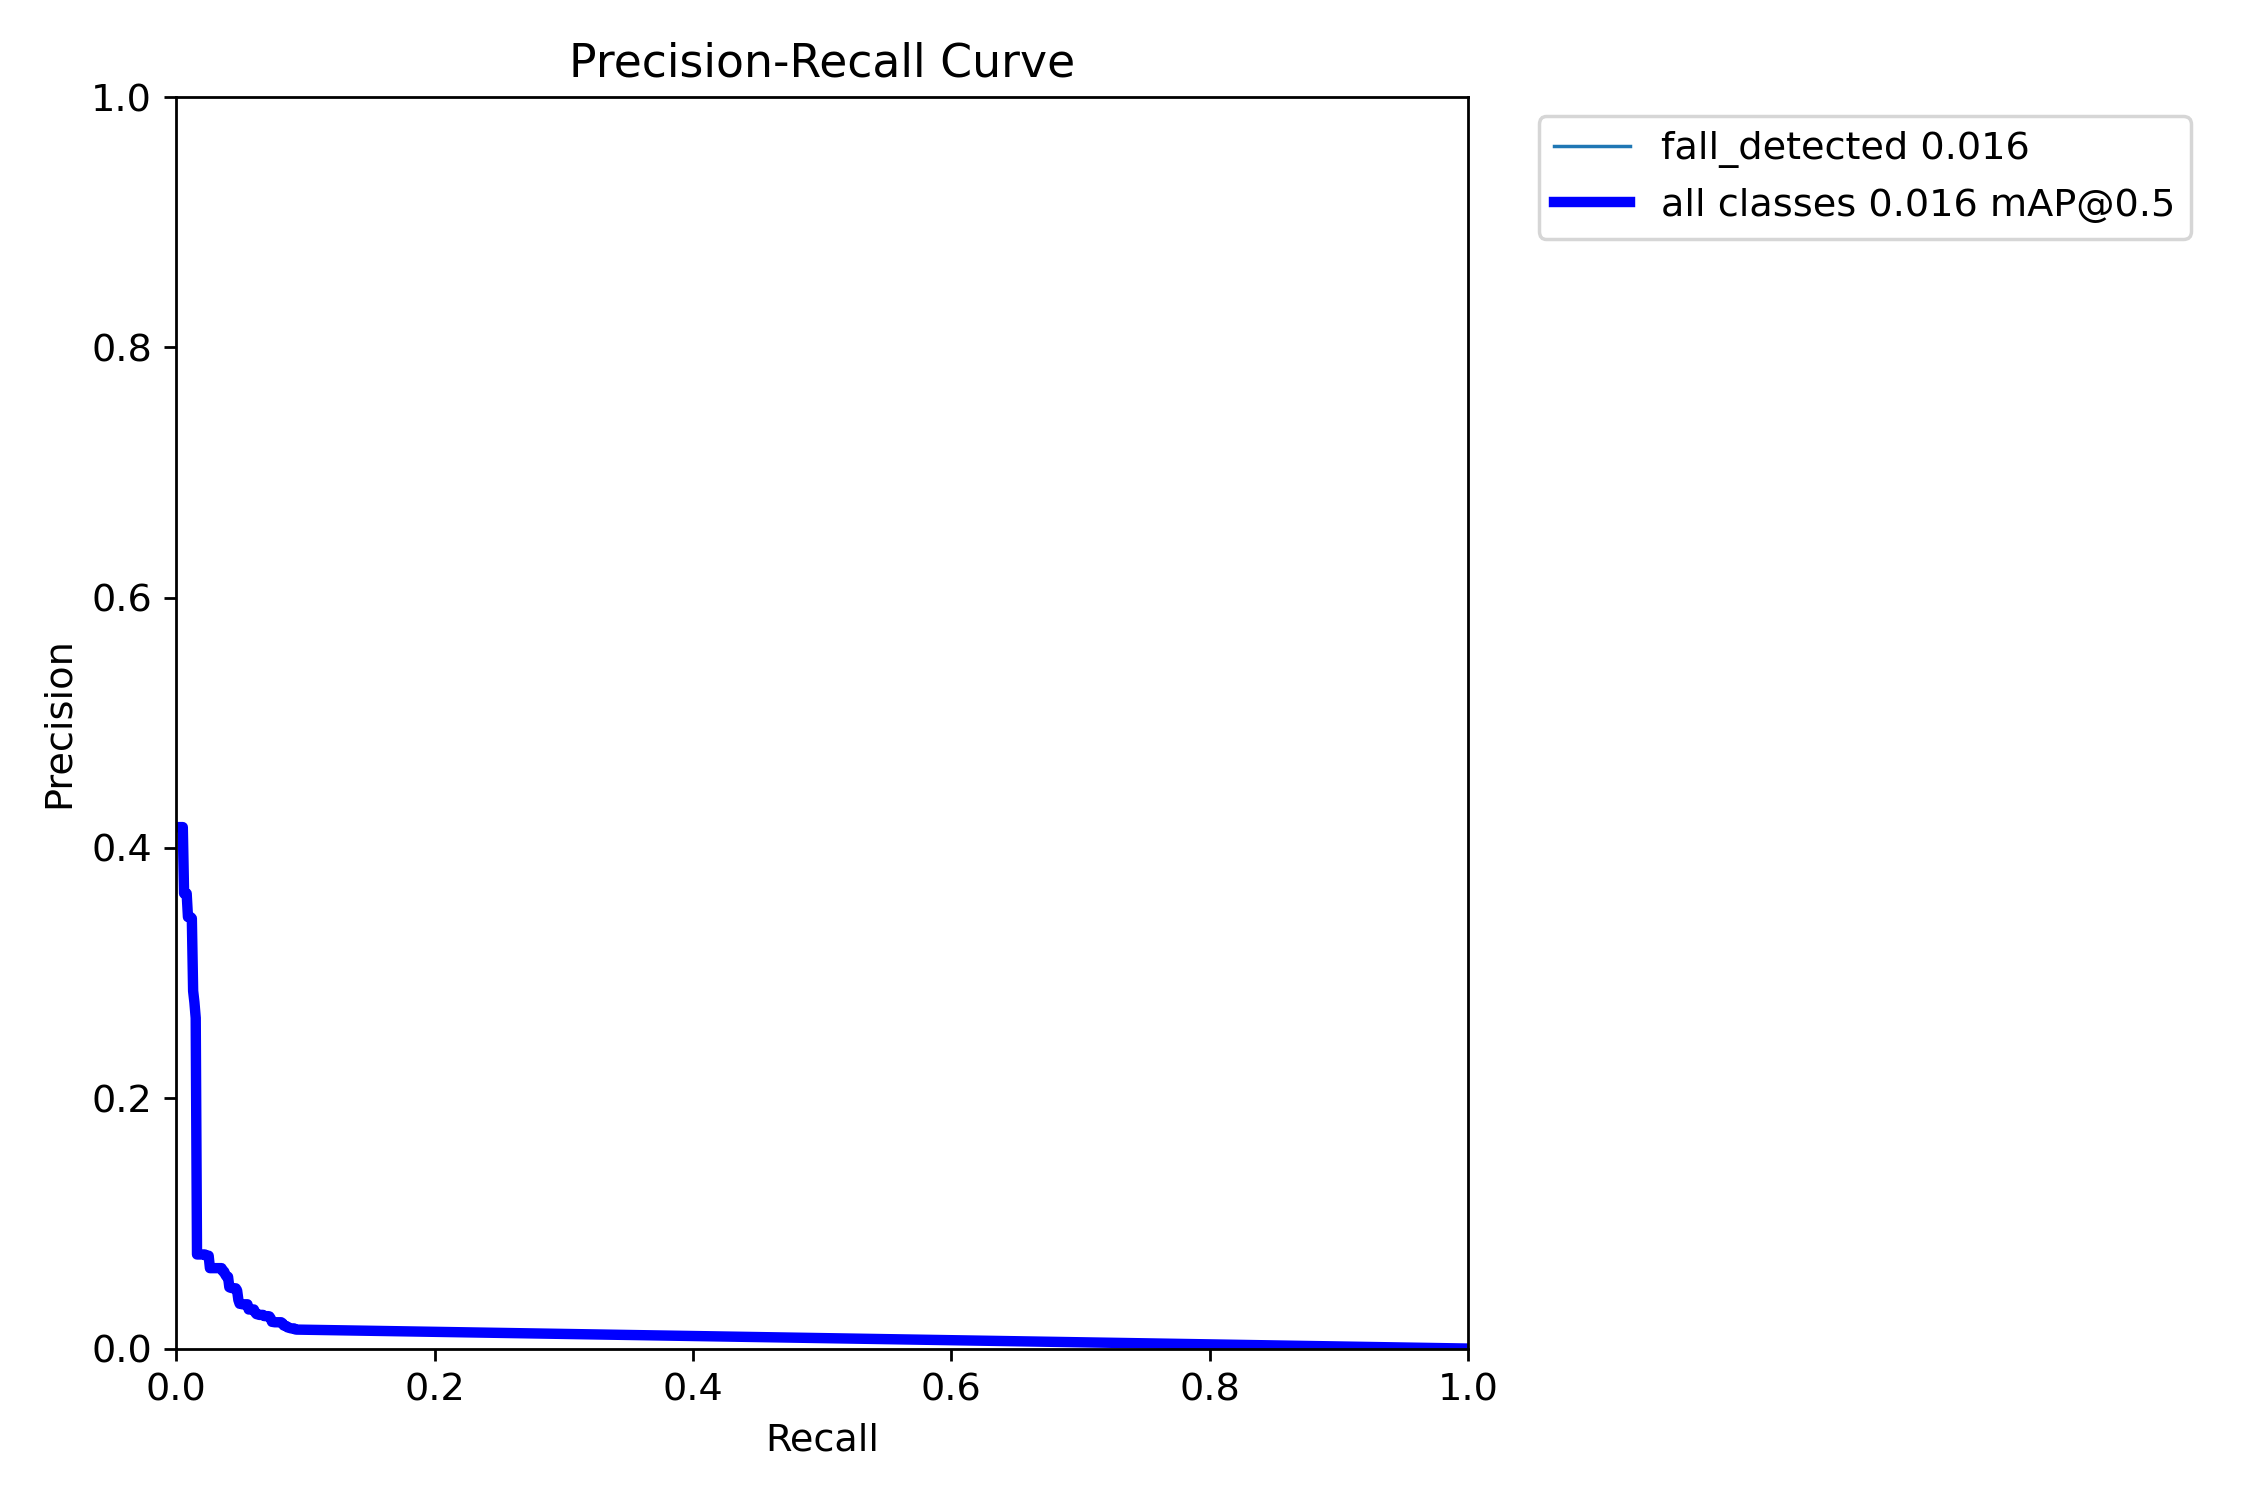 Precision-Recall Curve
1.0
0.8
0.6
0.4
0.2
0.0
Precision
0.0 0.2 0.4 0.6 0.8 1.0
Recall
fall_detected 0.016
all classes 0.016 mAP@0.5